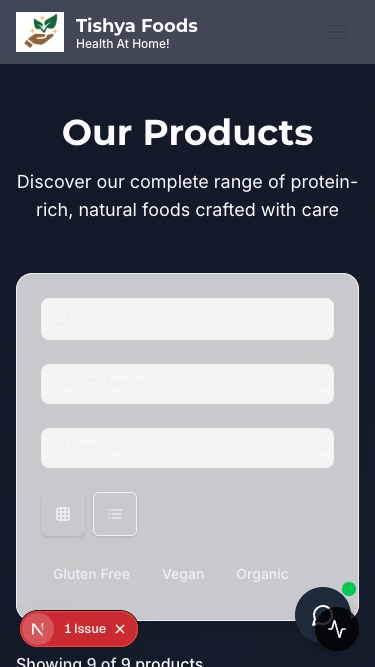 Tishya Foods
Health At Home!
Our Products
Discover our complete range of protein-
rich, natural foods crafted with care
Search products...
All Categories
Name A-Z
Gluten Free Vegan Organic
1 Issue
Showing 9 of 9 products